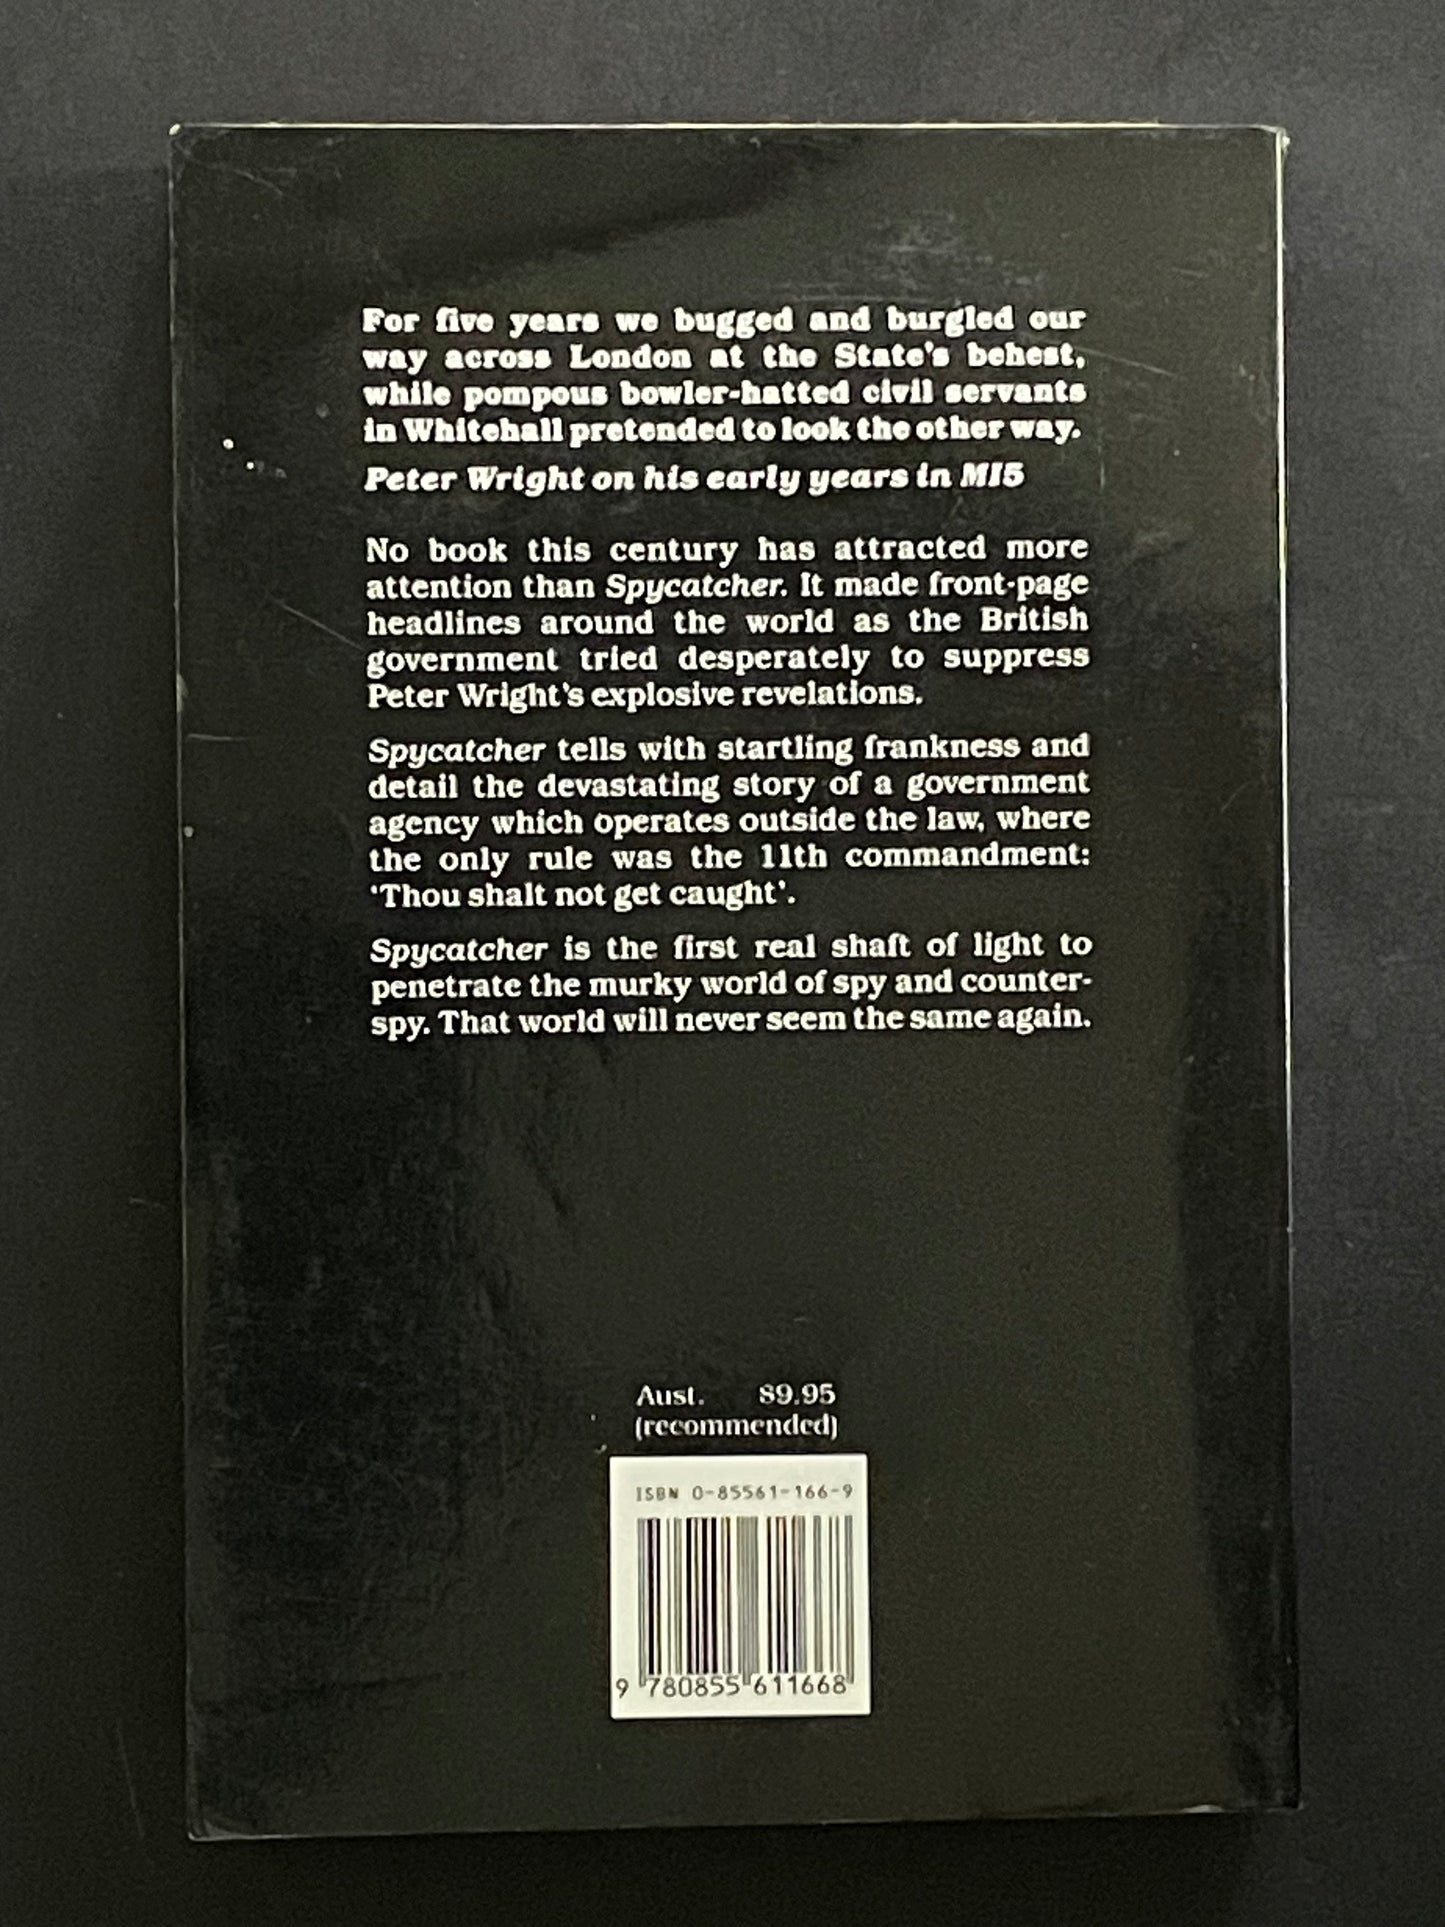 For five years we bugged and burgled our
way across London at the State's behest,
while pompous bowler-hatted civil servants
in Whitehall pretended to look the other way.
Peter Wright on his early years in MI5
No book this century has attracted more
attention than Spycatcher. It made front-page
headlines around the world as the British
government tried desperately to suppress
Peter Wright's explosive revelations.
Spycatcher tells with startling frankness and
detail the devastating story of a government
agency which operates outside the law, where
the only rule was the 11th commandment:
'Thou shalt not get caught'.
Spycatcher is the first real shaft of light to
penetrate the murky world of spy and counter-
spy. That world will never seem the same again.
Aust. $9.95
(recommended)
ISBN 0-85561-166-9
9 780855 611668